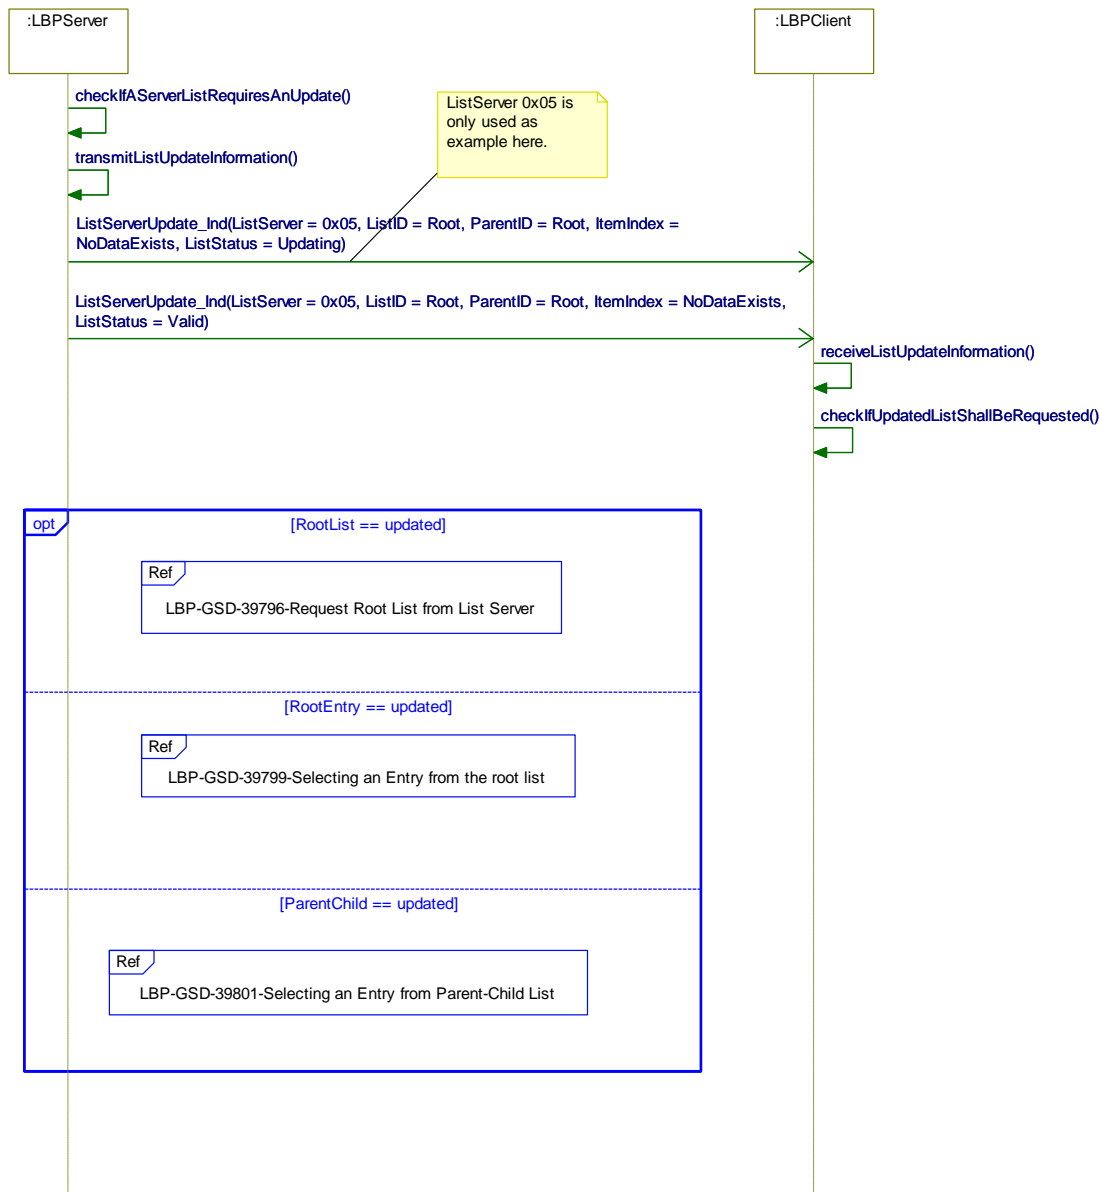 :LBPServer
:LBPClient
checkIfAServerListRequiresAnUpdate()
ListServer 0x05 is
only used as
example here.
transmitListUpdateInformation()
ListServerUpdate_Ind(ListServer = 0x05, ListID = Root, ParentID = Root, ItemIndex =
NoDataExists, ListStatus = Updating)
ListServerUpdate_Ind(ListServer = 0x05, ListID = Root, ParentID = Root, ItemIndex = NoDataExists,
ListStatus = Valid)
receiveListUpdateInformation()
checkIfUpdatedListShallBeRequested()
opt
[RootList == updated]
Ref
LBP-GSD-39796-Request Root List from List Server
[RootEntry == updated]
Ref
LBP-GSD-39799-Selecting an Entry from the root list
[ParentChild == updated]
Ref
LBP-GSD-39801-Selecting an Entry from Parent-Child List